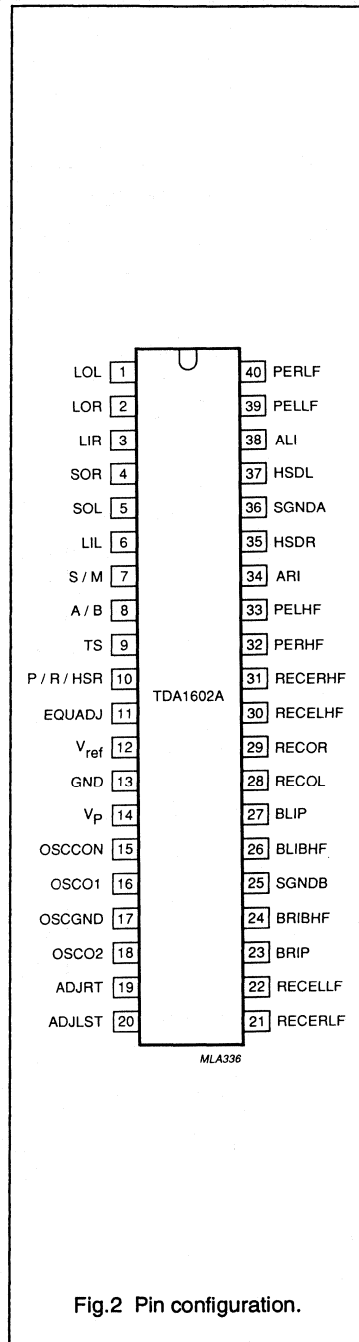 LOL 1 40 PERLF
LOR 2 39 PELLF
LIR 3 38 ALI
SOR 4 37 HSDL
SOL 5 36 SGNDA
LIL 6 35 HSDR
S / M 7 34 ARI
A / B 8 33 PELHF
TS 9 32 PERHF
P / R / HSR 10 31 RECERHF
TDA1602A
EQUADJ 11 30 RECELHF
Vref 12 29 RECOR
GND 13 28 RECOL
VP 14 27 BLIP
OSCCON 15 26 BLIBHF
OSCO1 16 25 SGNDB
OSCGND 17 24 BRIBHF
OSCO2 18 23 BRIP
ADJRT 19 22 RECELLF
ADJLST 20 21 RECERLF
MLA336
Fig.2 Pin configuration.